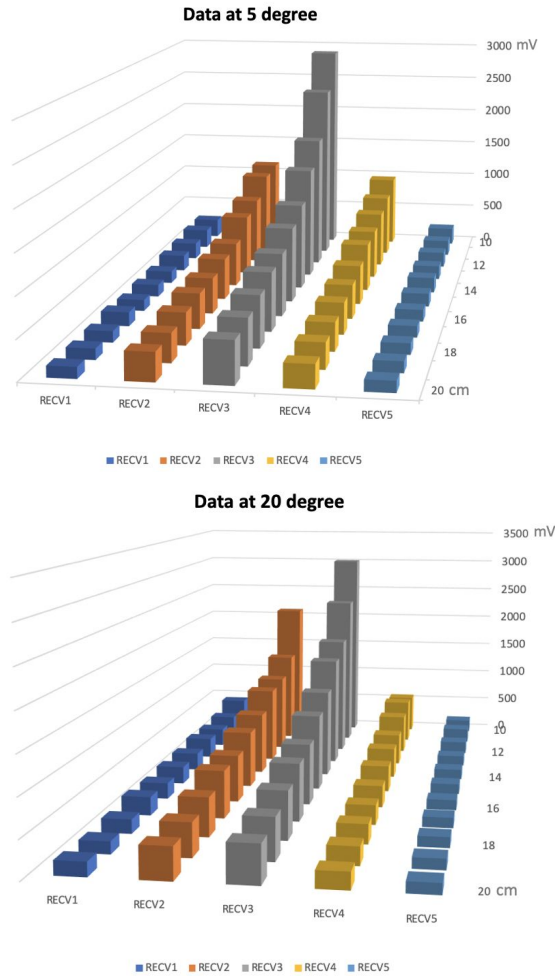 Data at 5 degree
3000 mV
2500
2000
1500
1000
500
0
10
12
14
16
18
20 cm
RECV1 RECV2 RECV3 RECV4 RECV5
RECV1 RECV2 RECV3 RECV4 RECV5
Data at 20 degree
3500 mV
3000
2500
2000
1500
1000
500
0
10
12
14
16
18
20 cm
RECV1 RECV2 RECV3 RECV4 RECV5
RECV1 RECV2 RECV3 RECV4 RECV5